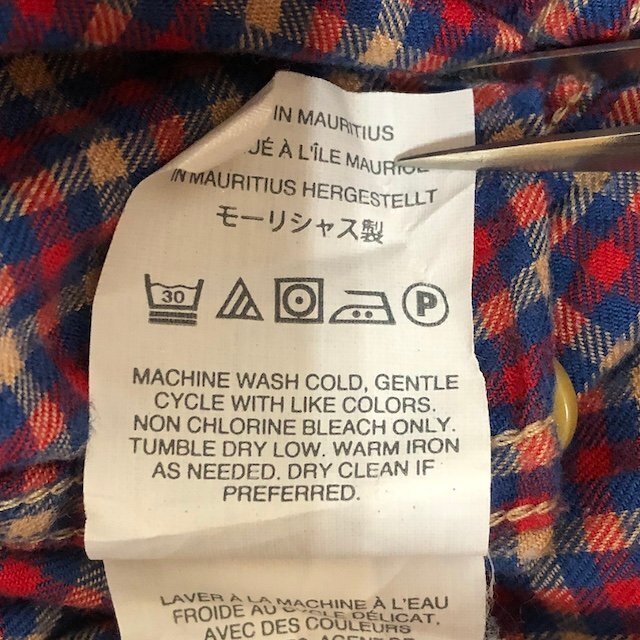 IN MAURITIUS
À L'ÎLE MAURICE
IN MAURITIUS HERGESTELLT
モーリシャス製
30 P
MACHINE WASH COLD, GENTLE
CYCLE WITH LIKE COLORS.
NON CHLORINE BLEACH ONLY.
TUMBLE DRY LOW. WARM IRON
AS NEEDED. DRY CLEAN IF
PREFERRED.
LAVER À LA MACHINE À L'EAU
FROIDE AU CYCLE DÉLICAT,
AVEC DES COULEURS